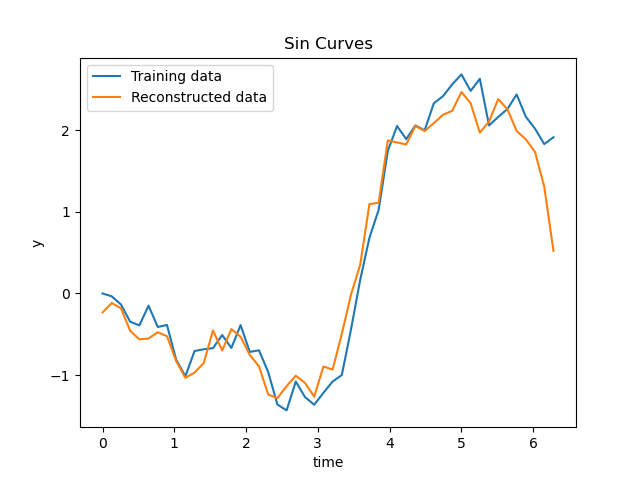 Sin Curves
Training data
Reconstructed data
y
2
1
0
−1
0 1 2 3 4 5 6
time